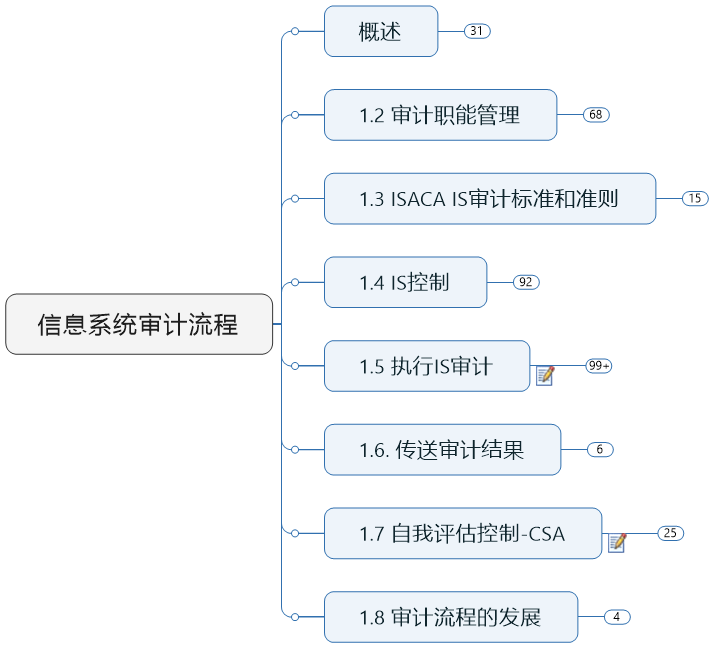 概述
31
1.2 审计职能管理
68
1.3 ISACA IS审计标准和准则
15
1.4 IS控制
92
信息系统审计流程
1.5 执行IS审计
99+
1.6. 传送审计结果
6
1.7 自我评估控制-CSA
25
1.8 审计流程的发展
4